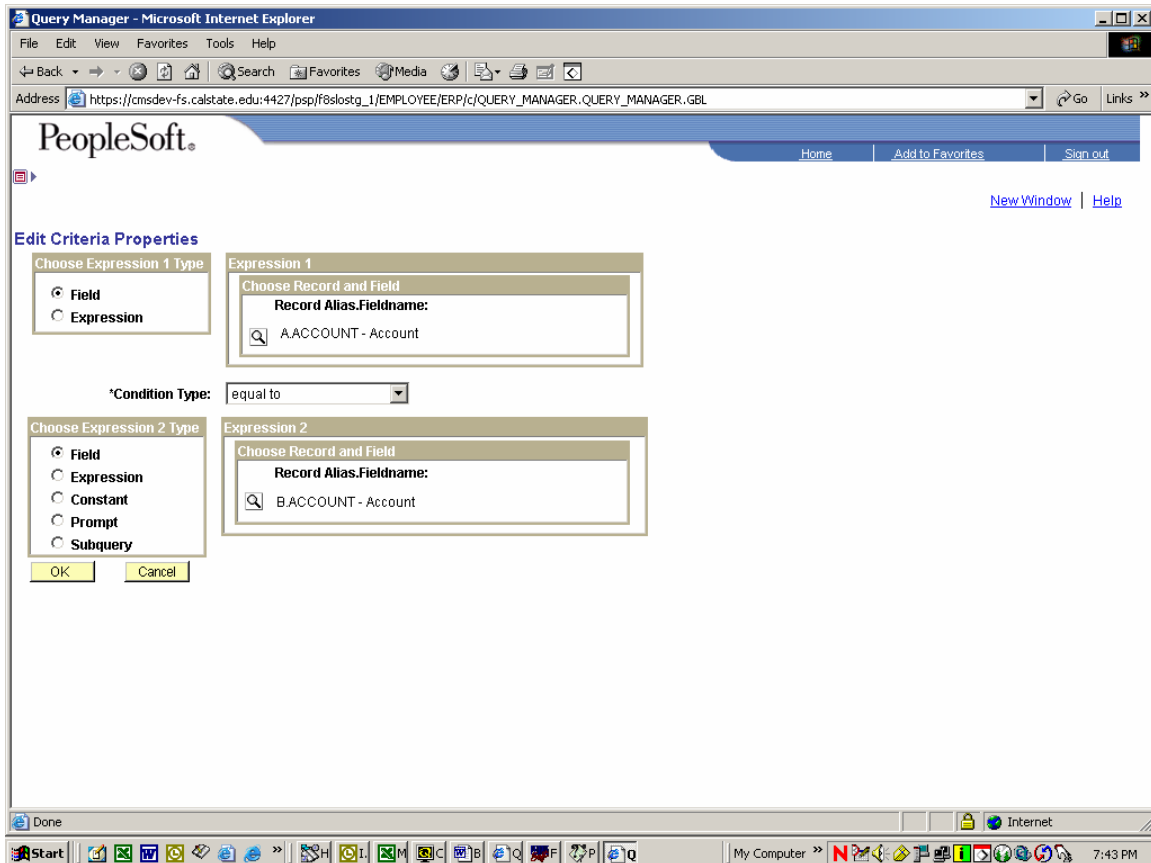 Query Manager - Microsoft Internet Explorer
File Edit View Favorites Tools Help
Back Search Favorites Media
Address https://cmsdev-fs.calstate.edu:4427/psp/f8slostg_1/EMPLOYEE/ERP/c/QUERY_MANAGER.QUERY_MANAGER.GBL Go Links »
PeopleSoft®
Home Add to Favorites Sign out
New Window | Help
Edit Criteria Properties
Choose Expression 1 Type
Field
Expression
Expression 1
Choose Record and Field
Record Alias.Fieldname:
A.ACCOUNT - Account
*Condition Type: equal to
Choose Expression 2 Type
Field
Expression
Constant
Prompt
Subquery
Expression 2
Choose Record and Field
Record Alias.Fieldname:
B.ACCOUNT - Account
OK Cancel
Done Internet
Start » H I. M C B Q F P Q My Computer » 7:43 PM